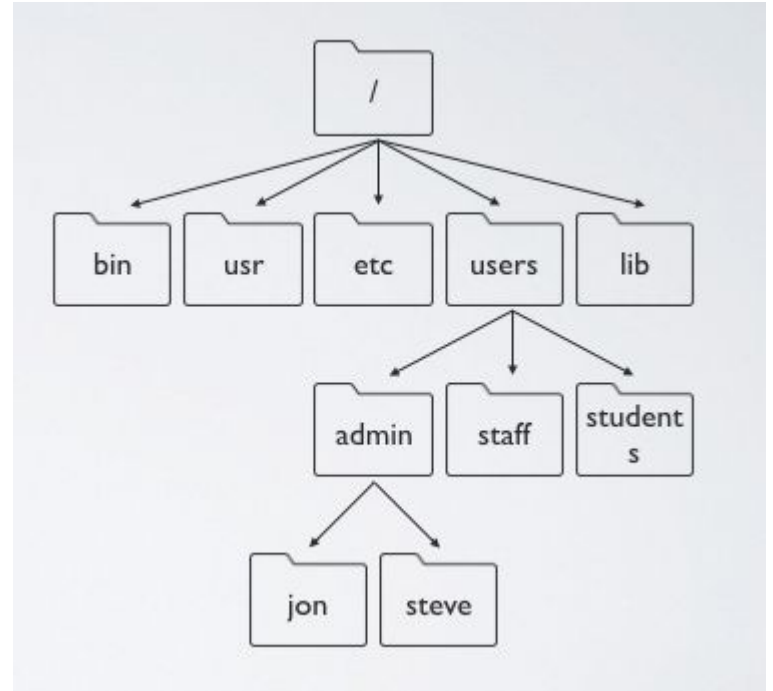 /
bin
usr
etc
users
lib
admin
staff
student
s
jon
steve